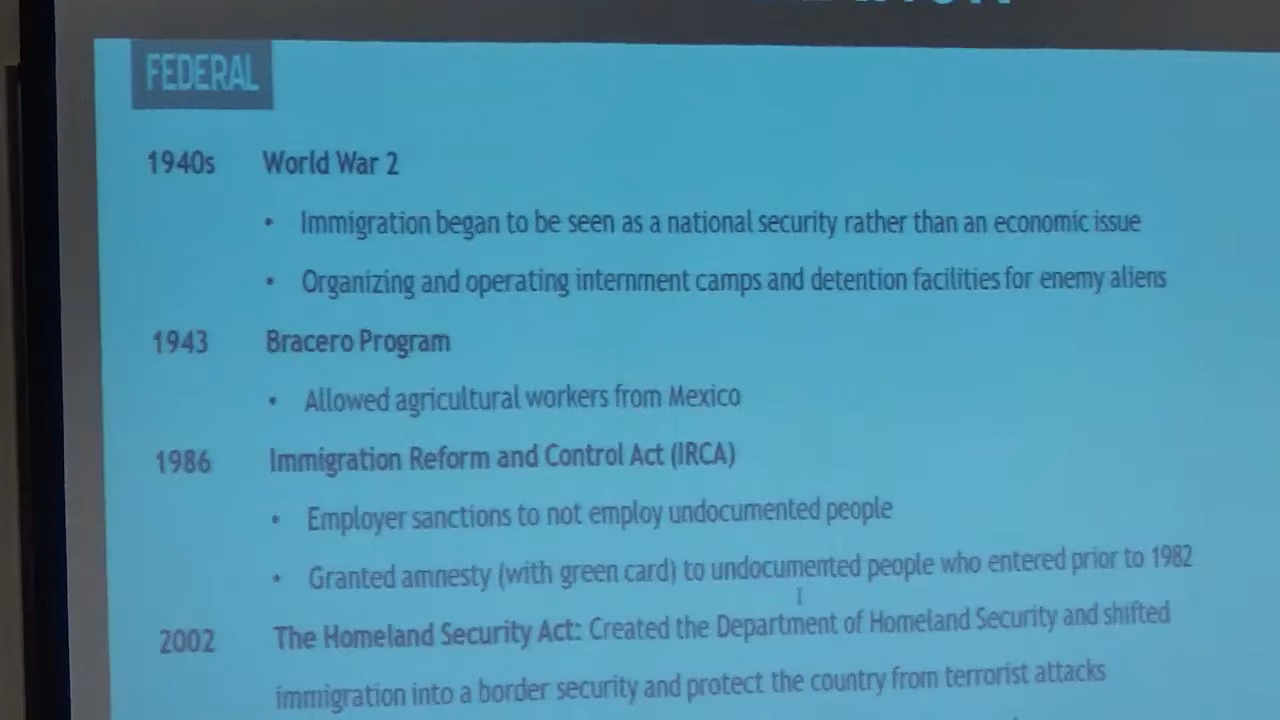 FEDERAL
1940s World War 2
• Immigration began to be seen as a national security rather than an economic issue
• Organizing and operating internment camps and detention facilities for enemy aliens
1943 Bracero Program
• Allowed agricultural workers from Mexico
1986 Immigration Reform and Control Act (IRCA)
• Employer sanctions to not employ undocumented people
• Granted amnesty (with green card) to undocumented people who entered prior to 1982
2002 The Homeland Security Act: Created the Department of Homeland Security and shifted
immigration into a border security and protect the country from terrorist attacks